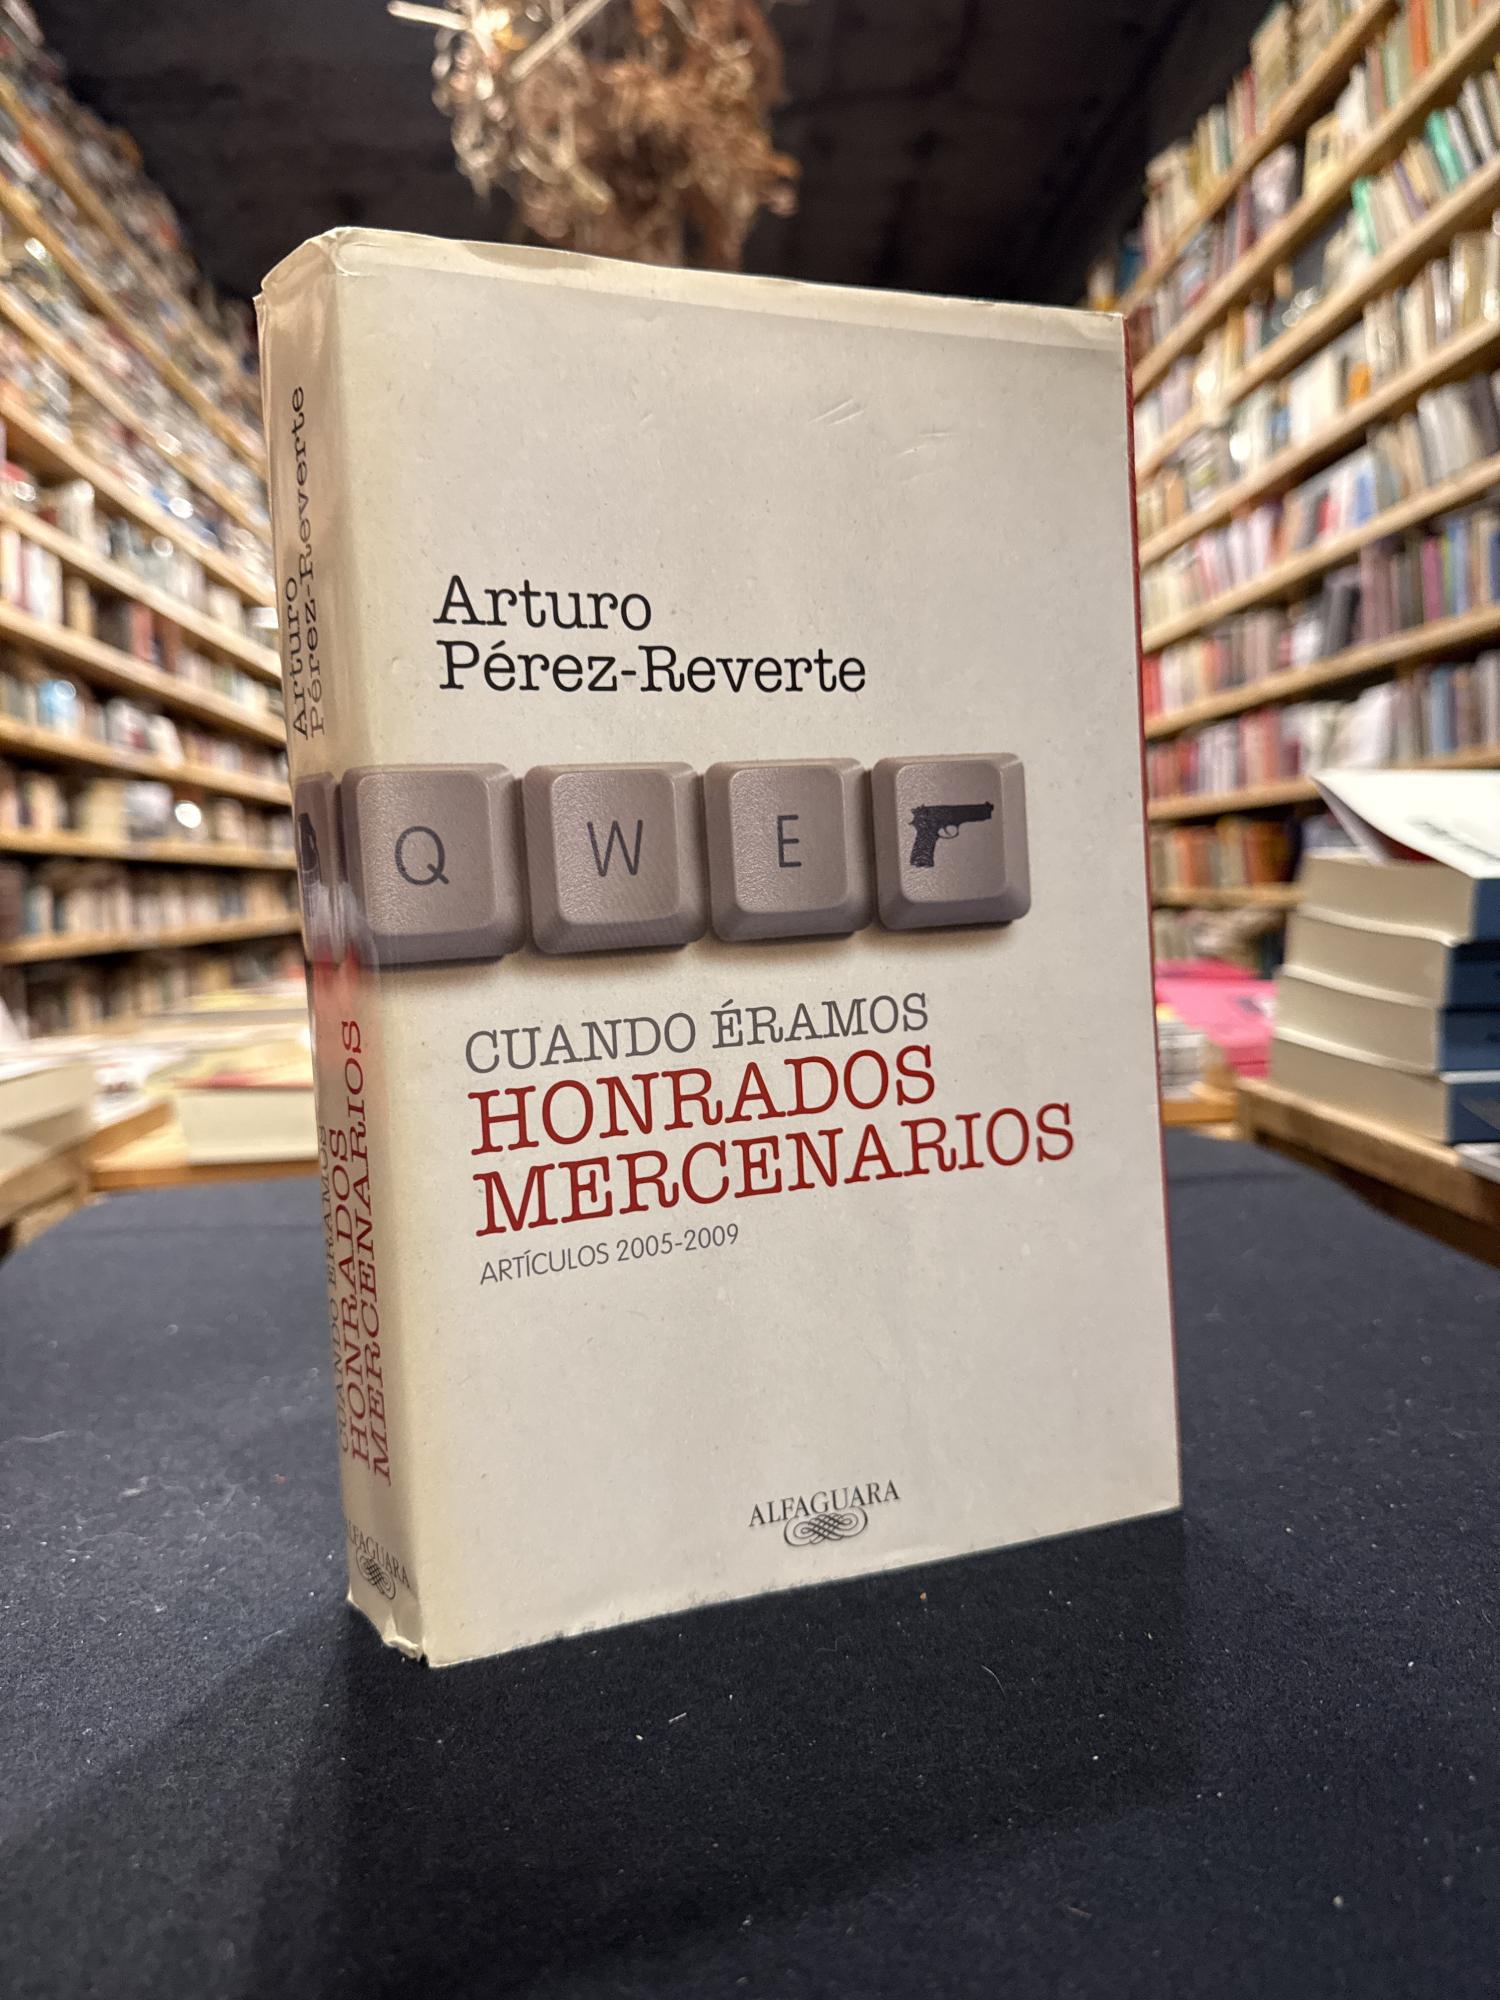 Arturo
Pérez-Reverte
Q W E
CUANDO ÉRAMOS
HONRADOS
MERCENARIOS
ARTÍCULOS 2005-2009
ALFAGUARA
Arturo
Pérez-Reverte
CUANDO ÉRAMOS
HONRADOS
MERCENARIOS
ALFAGUARA